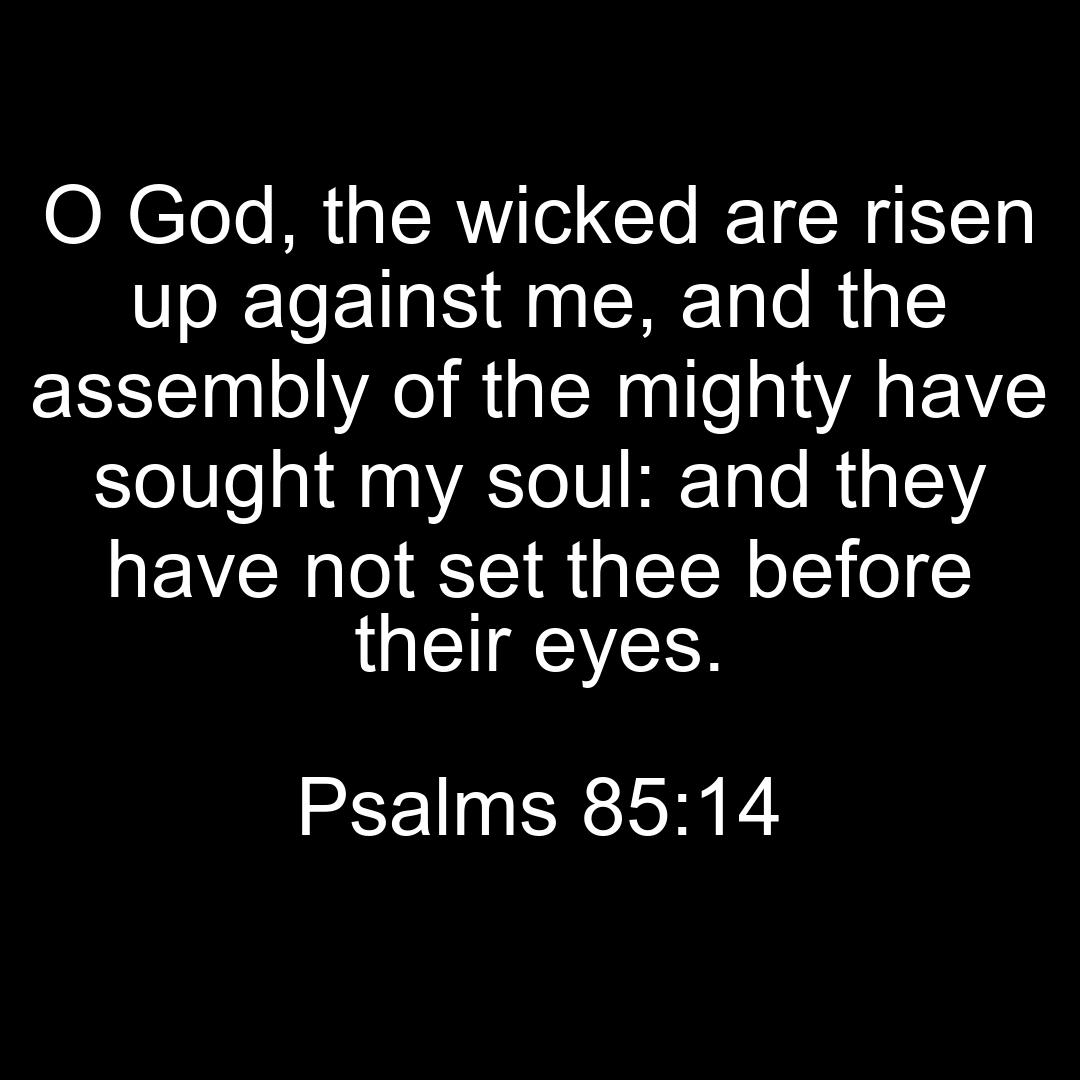 O God, the wicked are risen
up against me, and the
assembly of the mighty have
sought my soul: and they
have not set thee before
their eyes.
Psalms 85:14